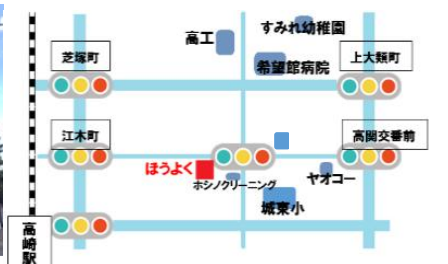 すみれ幼稚園
高工
芝塚町
希望館病院
上大類町
江木町
高関交番前
ほうよく
ホシノクリーニング
ヤオコー
城東小
高崎駅